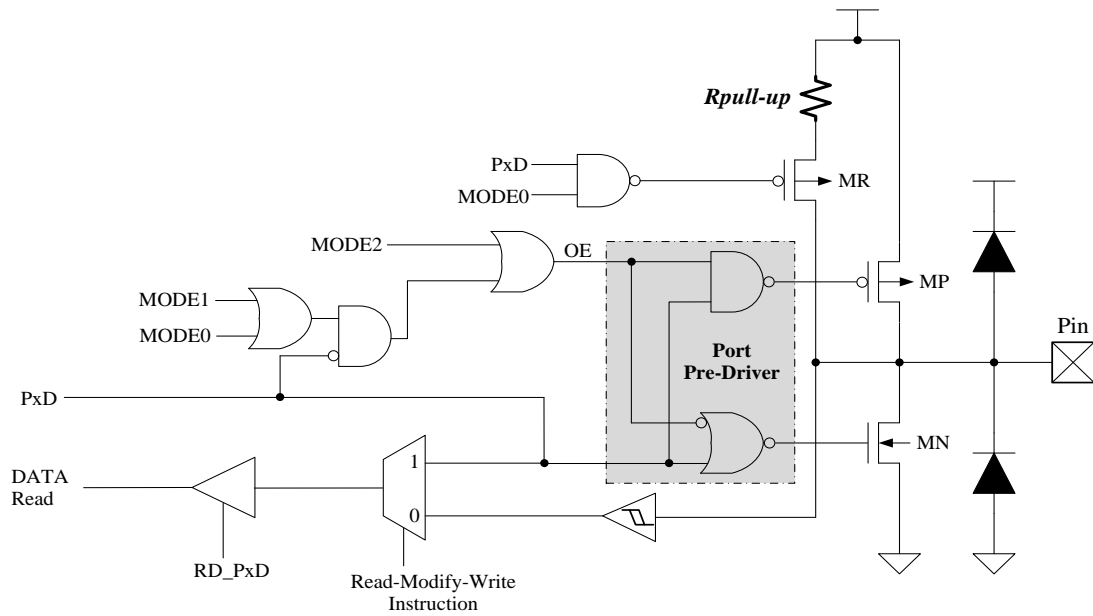 Rpull-up
PxD
MODE0
MR
MODE2
OE
MODE1
MODE0
MP
Pin
Port
Pre-Driver
PxD
MN
DATA
Read
1
0
RD_PxD
Read-Modify-Write
Instruction